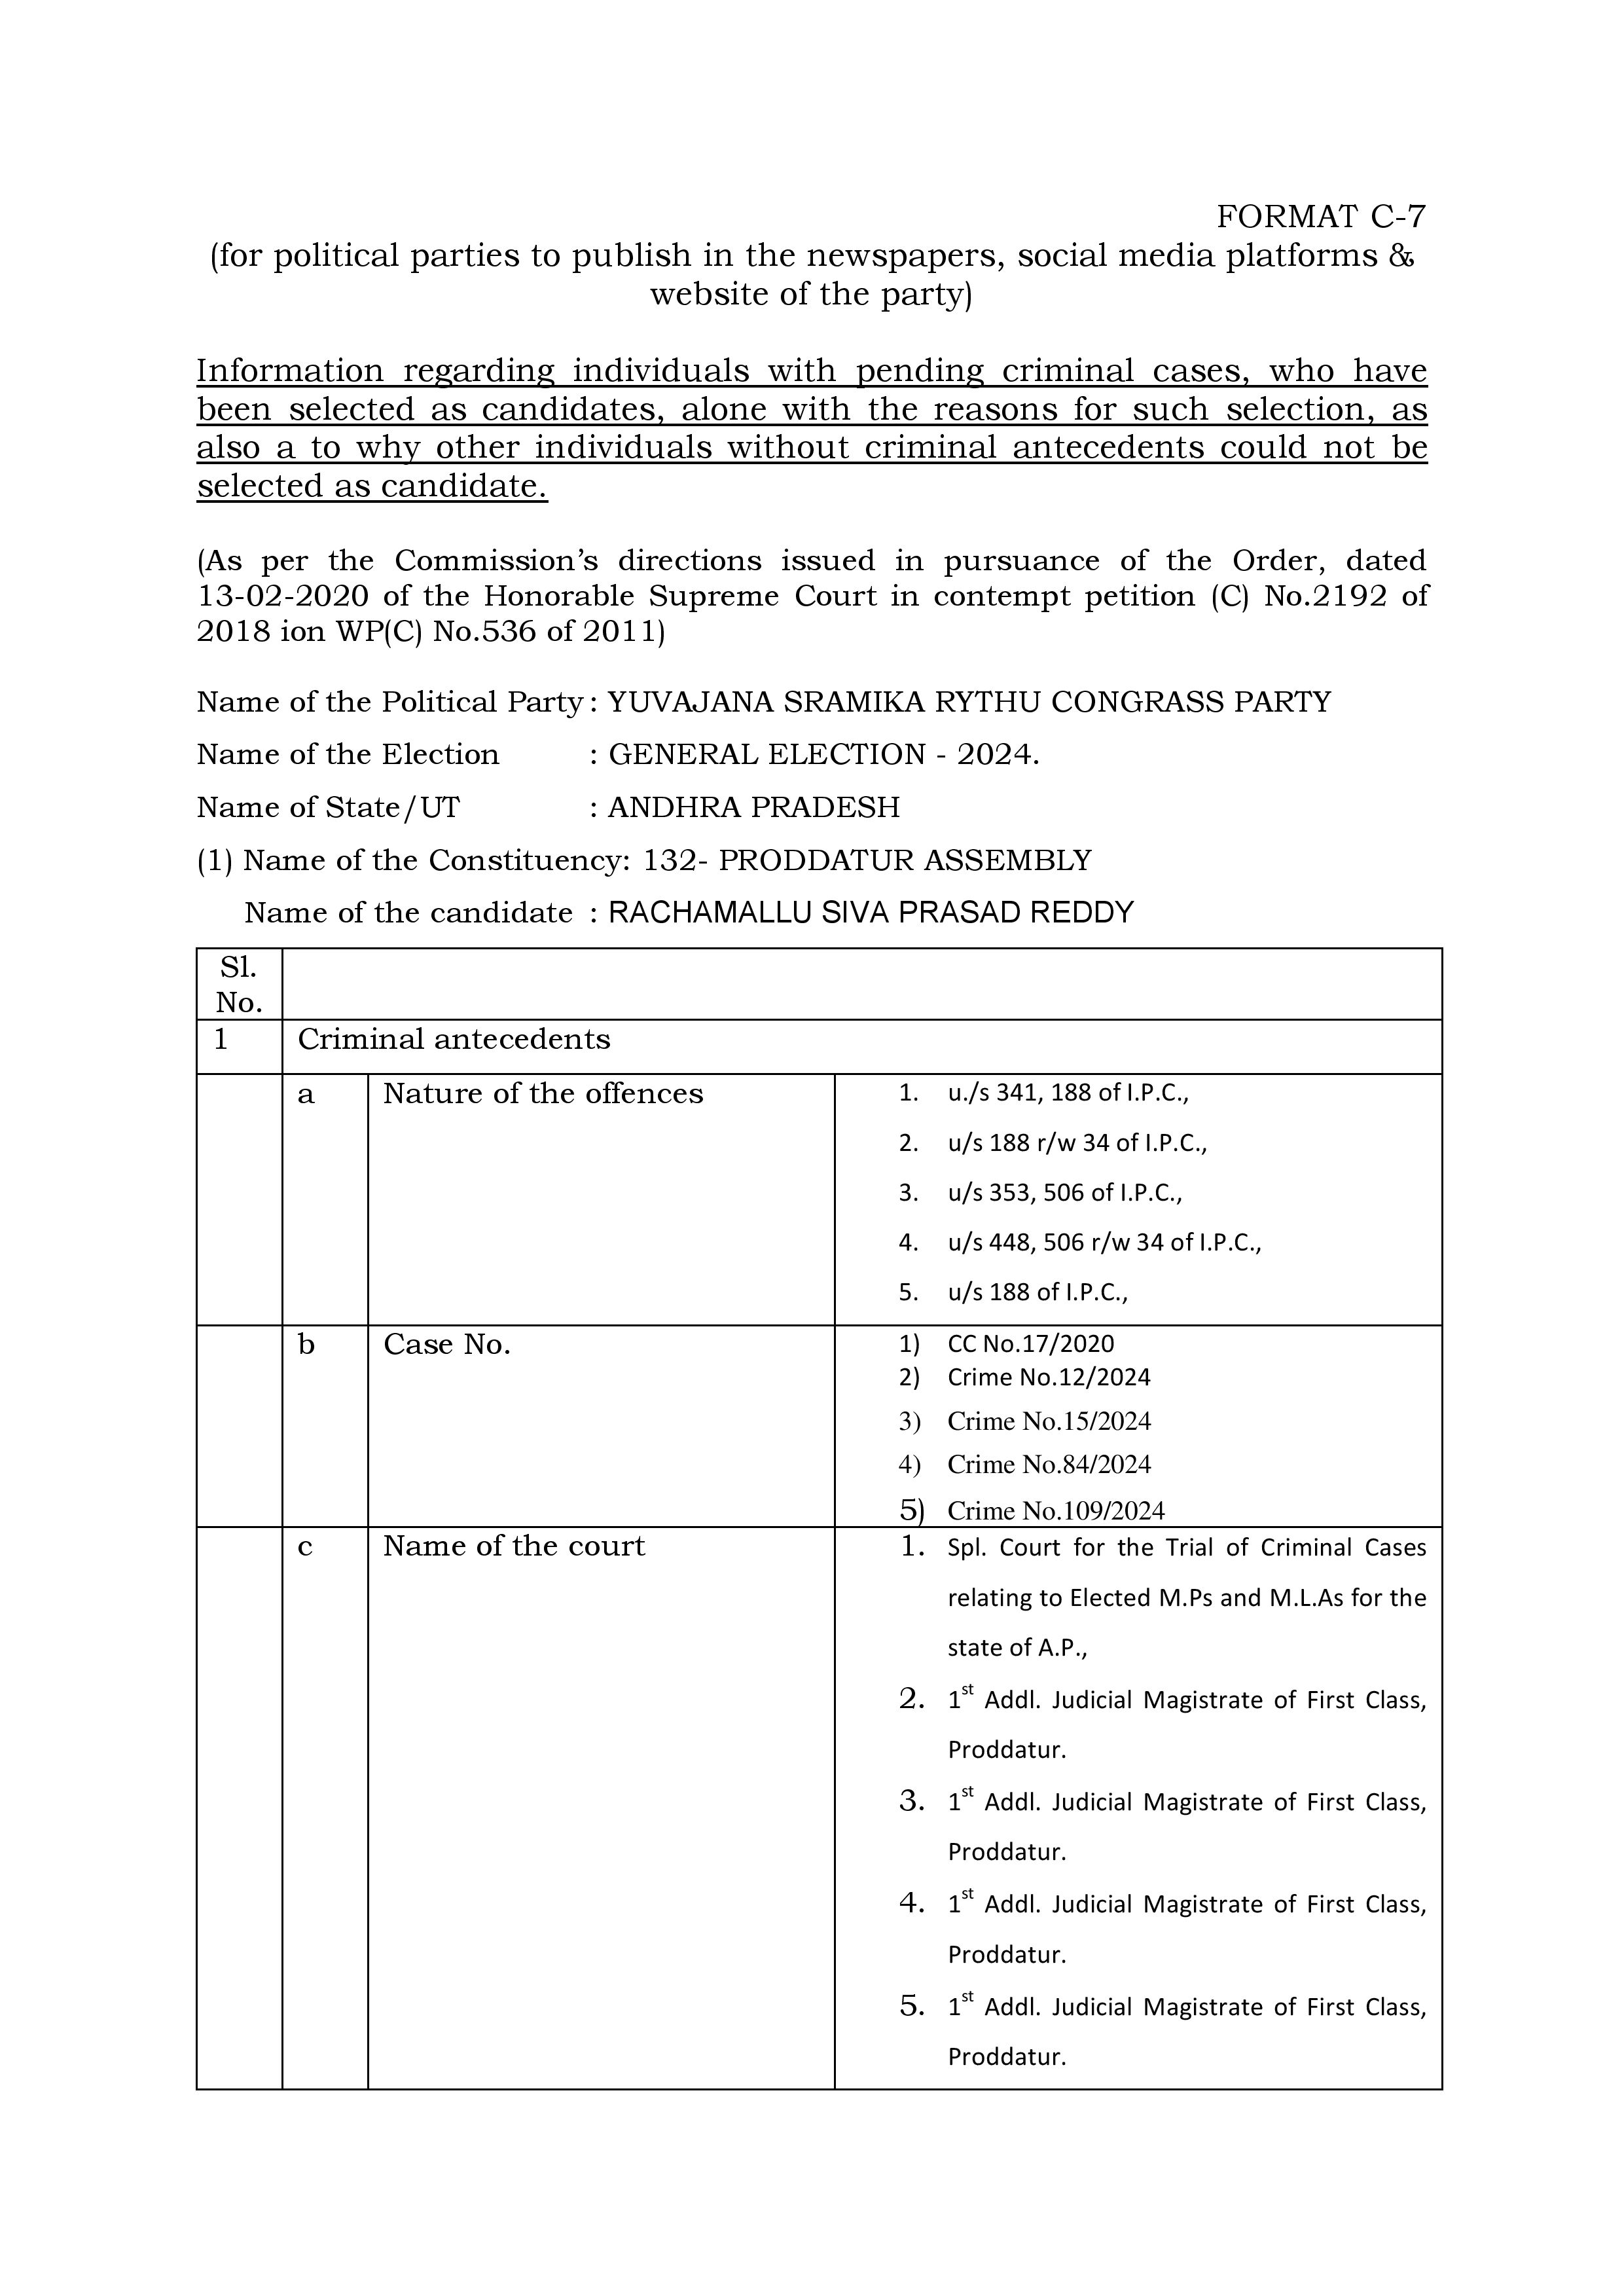 FORMAT C-7
(for political parties to publish in the newspapers, social media platforms &
website of the party)
Information regarding individuals with pending criminal cases, who have
been selected as candidates, alone with the reasons for such selection, as
also a to why other individuals without criminal antecedents could not be
selected as candidate.
(As per the Commission’s directions issued in pursuance of the Order, dated
13-02-2020 of the Honorable Supreme Court in contempt petition (C) No.2192 of
2018 ion WP(C) No.536 of 2011)
Name of the Political Party : YUVAJANA SRAMIKA RYTHU CONGRASS PARTY
Name of the Election : GENERAL ELECTION - 2024.
Name of State/UT : ANDHRA PRADESH
(1) Name of the Constituency: 132- PRODDATUR ASSEMBLY
Name of the candidate : RACHAMALLU SIVA PRASAD REDDY
Sl.
No.
1 Criminal antecedents
a Nature of the offences 1. u./s 341, 188 of I.P.C.,
2. u/s 188 r/w 34 of I.P.C.,
3. u/s 353, 506 of I.P.C.,
4. u/s 448, 506 r/w 34 of I.P.C.,
5. u/s 188 of I.P.C.,
b Case No. 1) CC No.17/2020
2) Crime No.12/2024
3) Crime No.15/2024
4) Crime No.84/2024
5) Crime No.109/2024
c Name of the court 1. Spl. Court for the Trial of Criminal Cases
relating to Elected M.Ps and M.L.As for the
state of A.P.,
2. 1st Addl. Judicial Magistrate of First Class,
Proddatur.
3. 1st Addl. Judicial Magistrate of First Class,
Proddatur.
4. 1st Addl. Judicial Magistrate of First Class,
Proddatur.
5. 1st Addl. Judicial Magistrate of First Class,
Proddatur.